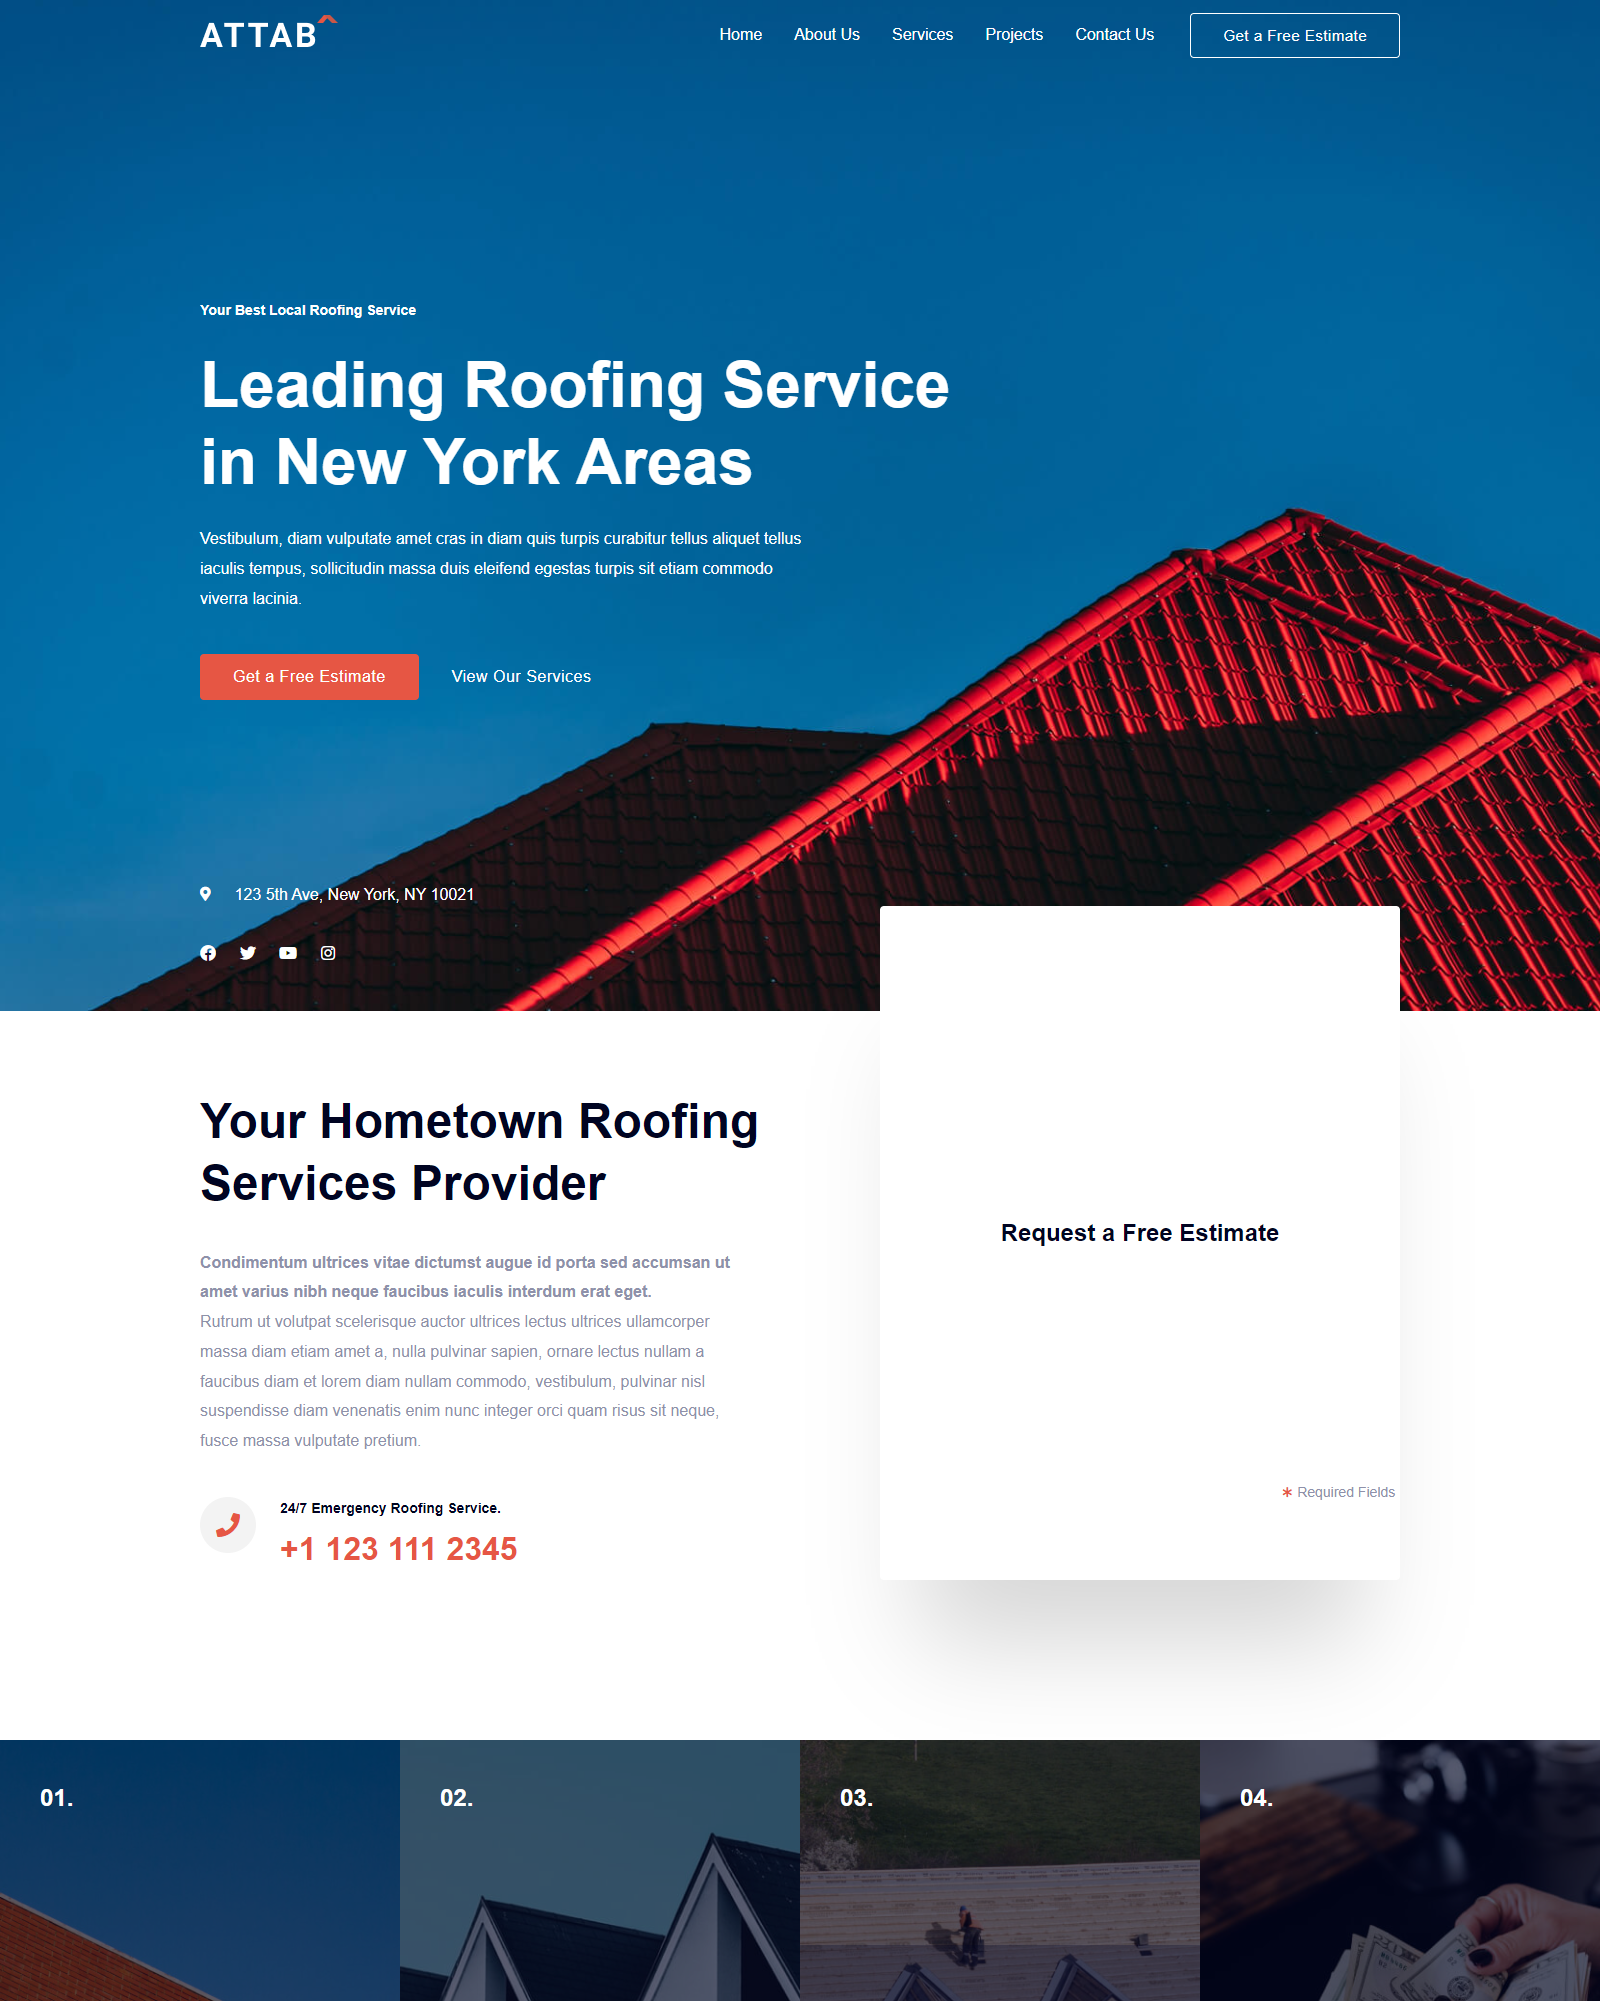 ATTAB
Home About Us Services Projects Contact Us Get a Free Estimate
Your Best Local Roofing Service
Leading Roofing Service
in New York Areas
Vestibulum, diam vulputate amet cras in diam quis turpis curabitur tellus aliquet tellus
iaculis tempus, sollicitudin massa duis eleifend egestas turpis sit etiam commodo
viverra lacinia.
Get a Free Estimate View Our Services
123 5th Ave, New York, NY 10021
Your Hometown Roofing
Services Provider
Condimentum ultrices vitae dictumst augue id porta sed accumsan ut
amet varius nibh neque faucibus iaculis interdum erat eget.
Rutrum ut volutpat scelerisque auctor ultrices lectus ultrices ullamcorper
massa diam etiam amet a, nulla pulvinar sapien, ornare lectus nullam a
faucibus diam et lorem diam nullam commodo, vestibulum, pulvinar nisl
suspendisse diam venenatis enim nunc integer orci quam risus sit neque,
fusce massa vulputate pretium.
24/7 Emergency Roofing Service.
+1 123 111 2345
Request a Free Estimate
* Required Fields
01. 02. 03. 04.